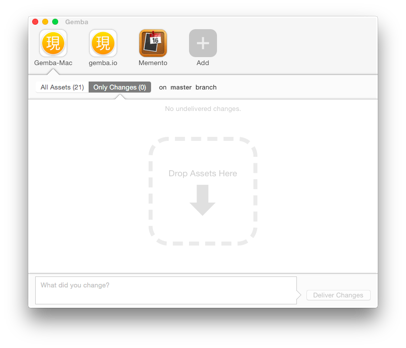 Gemba
現
現
16
Gemba-Mac
gemba.io
Memento
Add
All Assets (21)
Only Changes (0)
on master branch
No undelivered changes.
Drop Assets Here
What did you change?
Deliver Changes